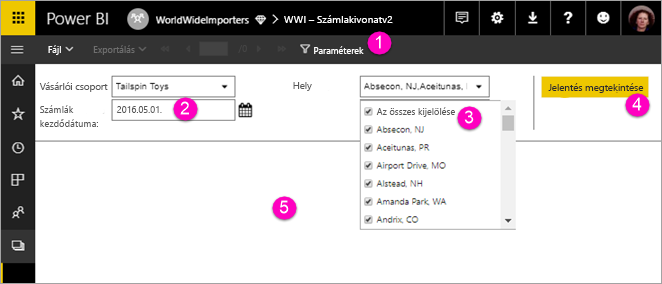 Power BI WorldWideImporters > WWI – Számlakivonatv2
Fájl Exportálás /0 Paraméterek 1
Vásárlói csoport Tailspin Toys Hely Absecon, NJ,Aceitunas, Jelentés megtekintése
Számlák kezdődátuma: 2016.05.01. 2
4
Az összes kijelölése 3
Absecon, NJ
Aceitunas, PR
Airport Drive, MO
Alstead, NH
Amanda Park, WA
5
Andrix, CO